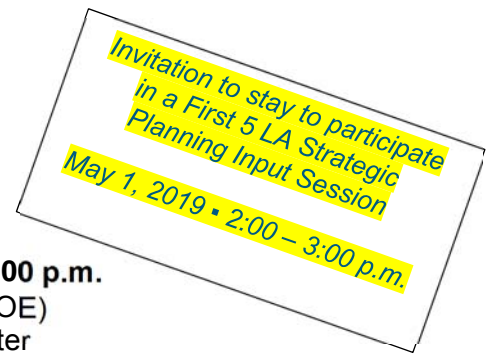 Invitation to stay to participate
in a First 5 LA Strategic
Planning Input Session
May 1, 2019 ▪ 2:00 – 3:00 p.m.
00 p.m.
OE)
ter